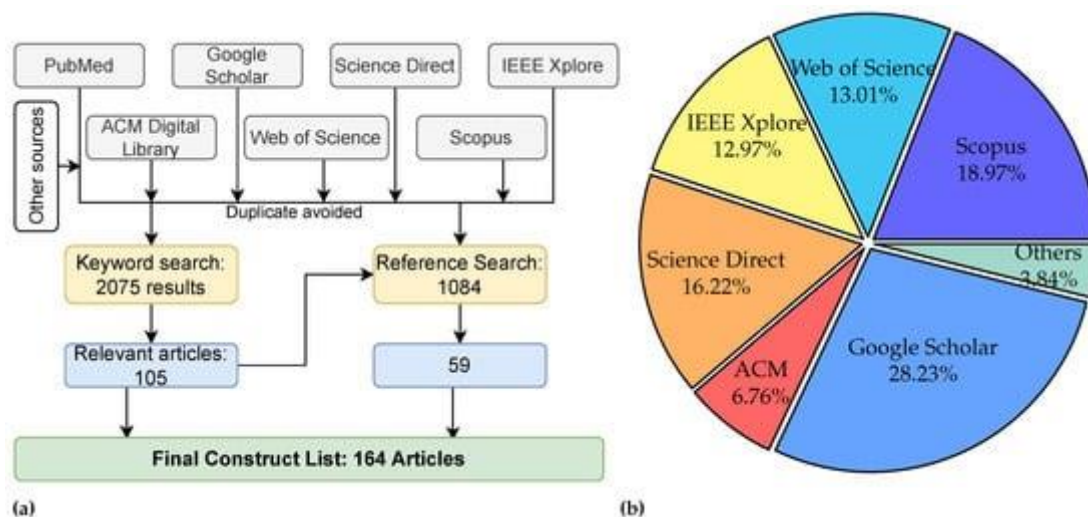 PubMed
Google
Scholar
Science Direct
IEEE Xplore
Other sources
ACM Digital
Library
Web of Science
Scopus
Duplicate avoided
Keyword search:
2075 results
Reference Search:
1084
Relevant articles:
105
59
Final Construct List: 164 Articles
(a)
Web of Science
13.01%
IEEE Xplore
12.97%
Scopus
18.97%
Others
3.84%
Science Direct
16.22%
Google Scholar
28.23%
ACM
6.76%
(b)